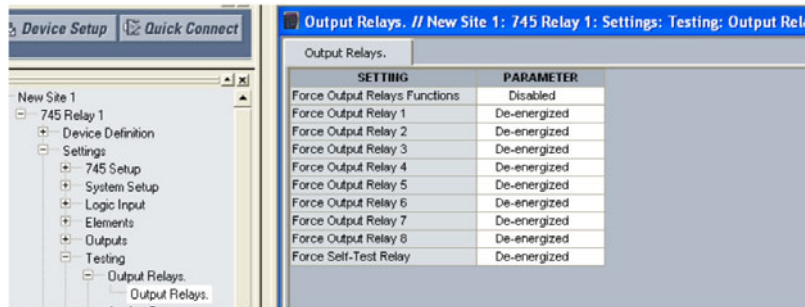 Device Setup
Quick Connect
New Site 1
745 Relay 1
Device Definition
Settings
745 Setup
System Setup
Logic Input
Elements
Outputs
Testing
Output Relays.
Output Relays.
Output Relays. // New Site 1: 745 Relay 1: Settings: Testing: Output Rel
Output Relays.
SETTING PARAMETER
Force Output Relays Functions Disabled
Force Output Relay 1 De-energized
Force Output Relay 2 De-energized
Force Output Relay 3 De-energized
Force Output Relay 4 De-energized
Force Output Relay 5 De-energized
Force Output Relay 6 De-energized
Force Output Relay 7 De-energized
Force Output Relay 8 De-energized
Force Self-Test Relay De-energized